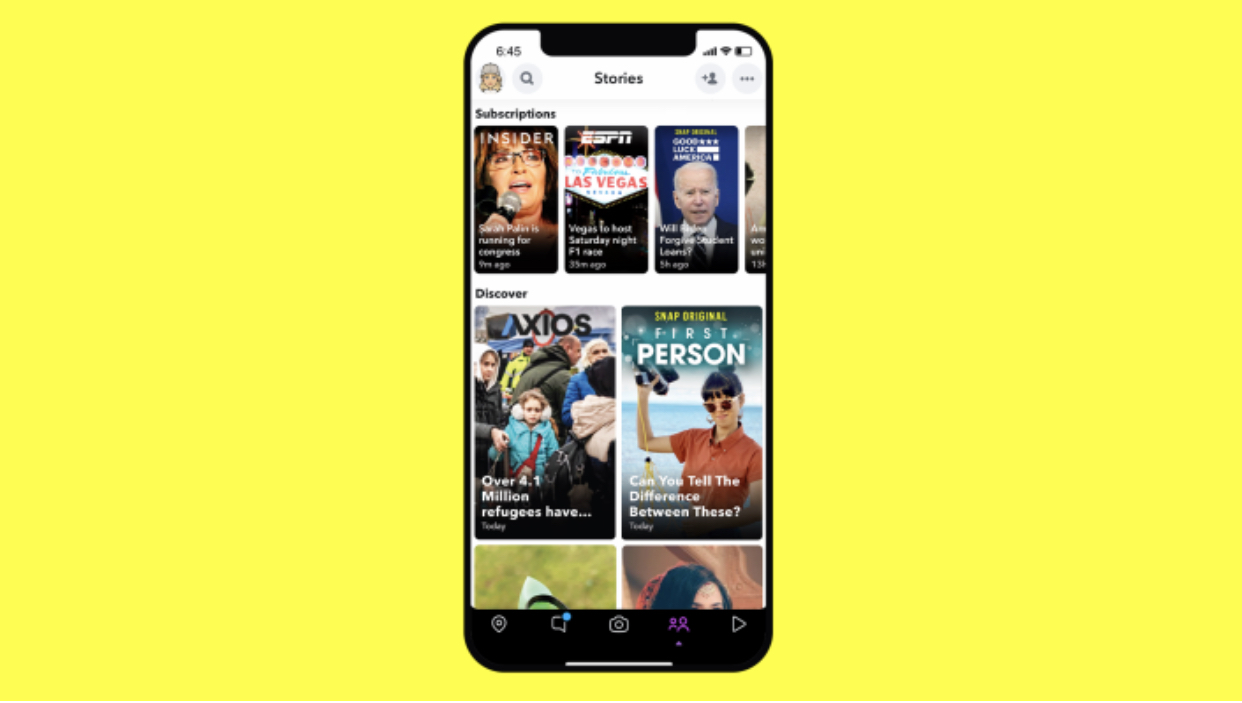 6:45
Stories
Subscriptions
INSIDER
Sarah Palin is
running for
congress
9m ago
ESPN
Fabulous
LAS VEGAS
Vegas to host
Saturday night
F1 race
35m ago
SNAP ORIGINAL
GOOD
LUCK
AMERICA
Will Biden
Forgive Student
Loans?
5h ago
13h
Discover
AXIOS
Over 4.1
Million
refugees have...
Today
SNAP ORIGINAL
FIRST
PERSON
Can You Tell The
Difference
Between These?
Today